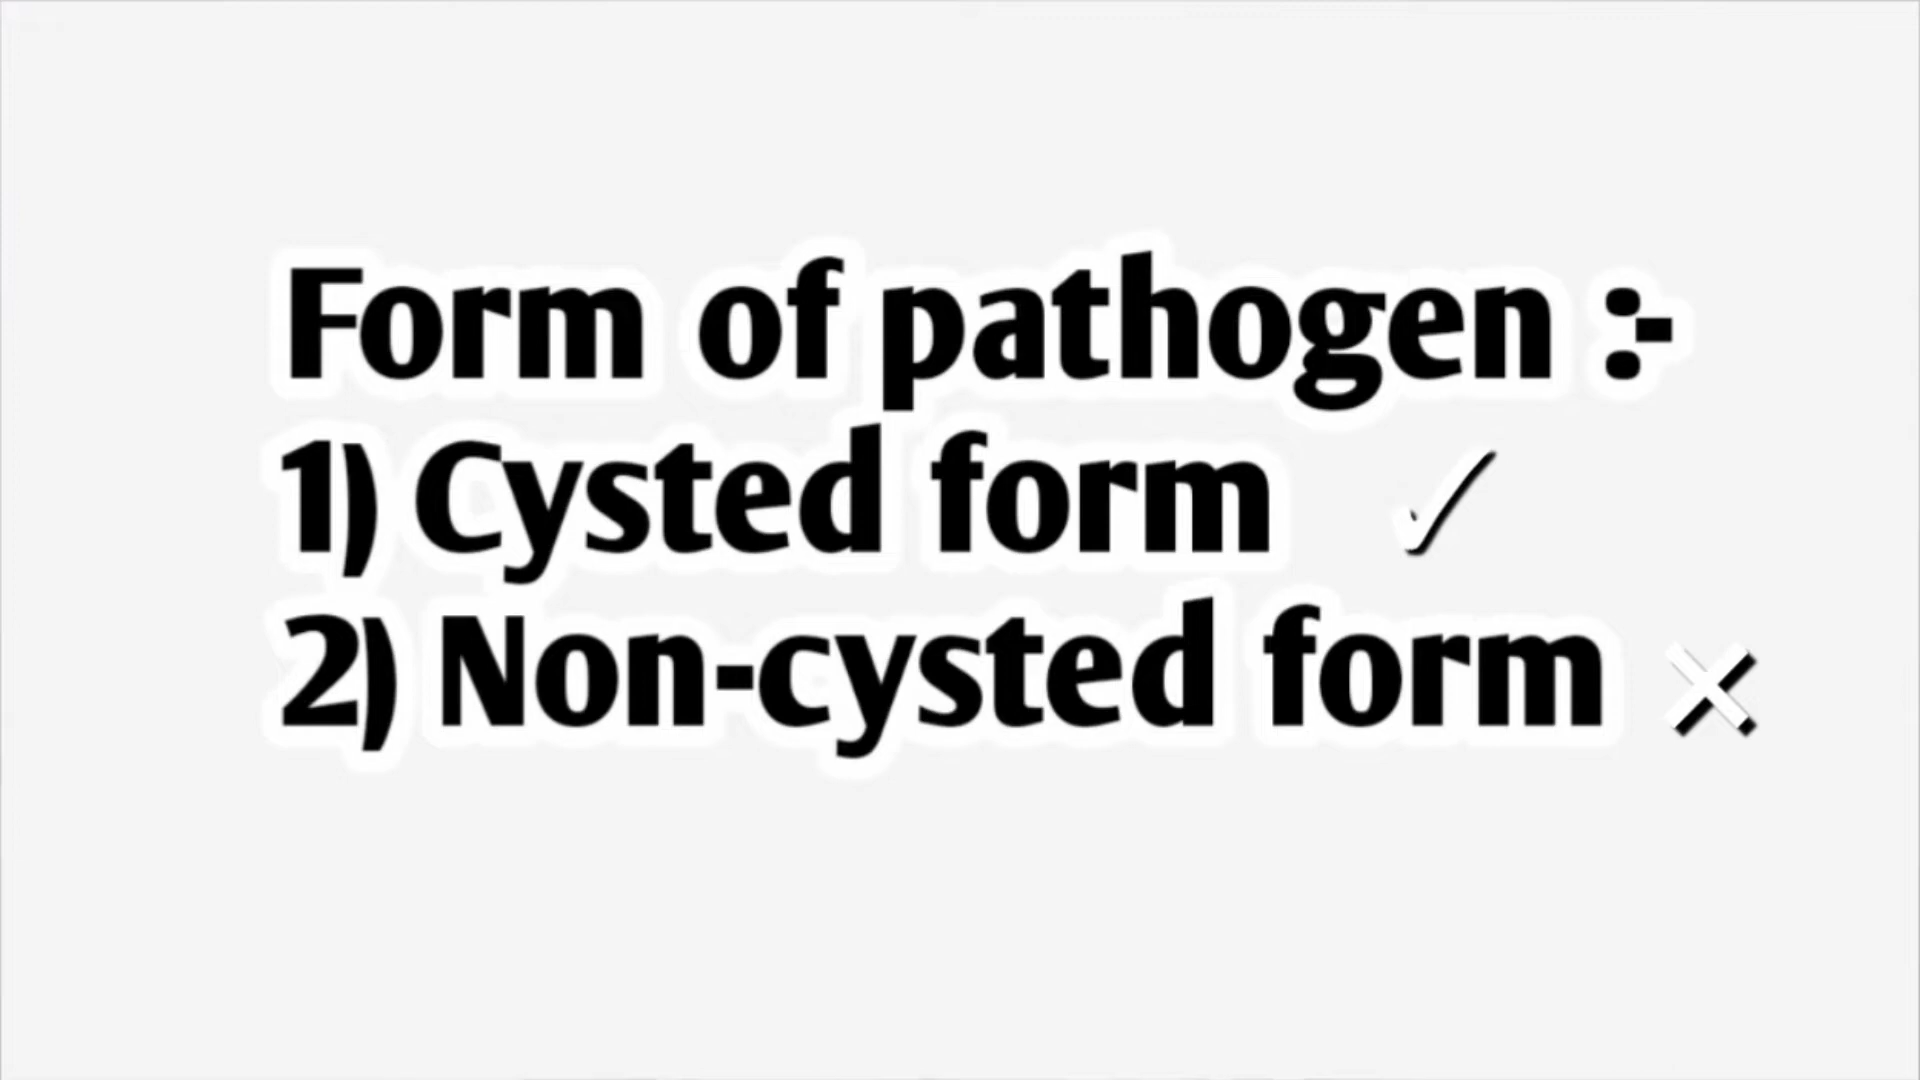 Form of pathogen :-
1) Cysted form ✓
2) Non-cysted form ✕